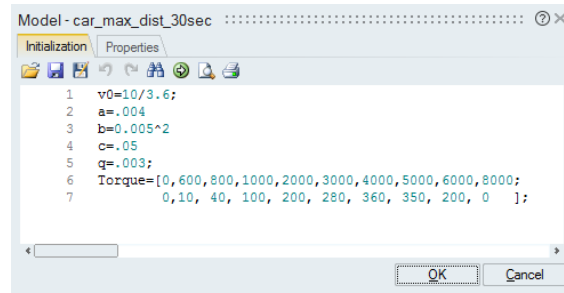 Model - car_max_dist_30sec
Initialization Properties
1 v0=10/3.6;
2 a=.004
3 b=0.005^2
4 c=.05
5 q=.003;
6 Torque=[0,600,800,1000,2000,3000,4000,5000,6000,8000;
7 0,10, 40, 100, 200, 280, 360, 350, 200, 0 ];
OK Cancel